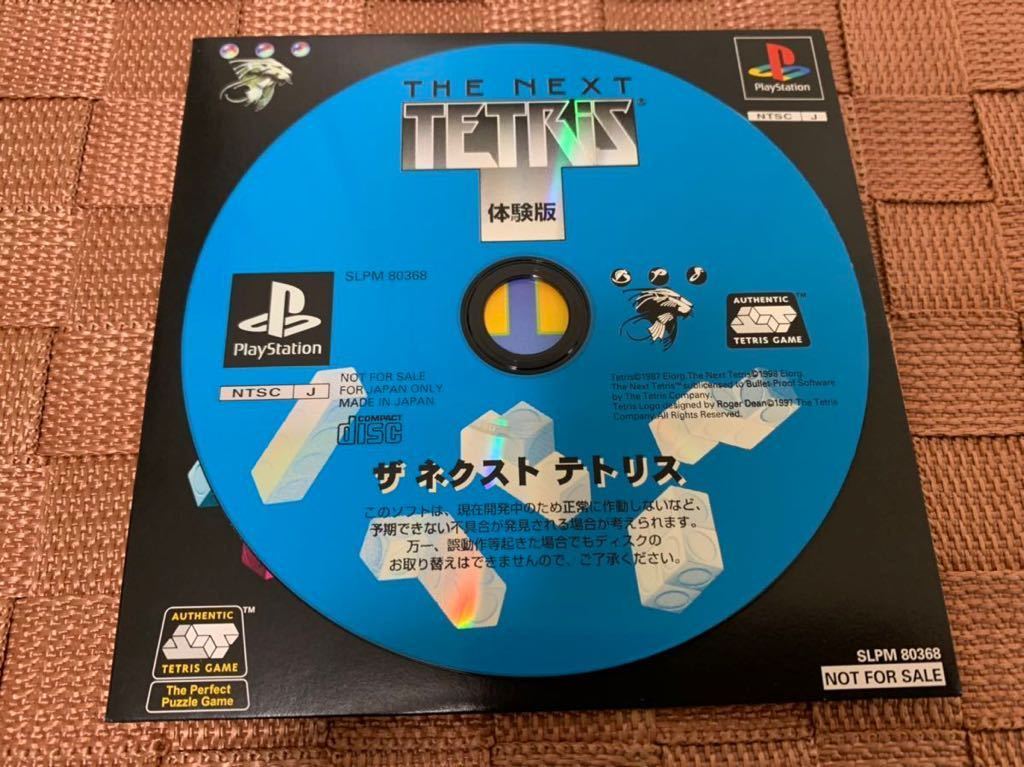 PlayStation
NTSC J
THE NEXT
TETRIS®
体験版
SLPM 80368
PlayStation
NTSC J
NOT FOR SALE
FOR JAPAN ONLY
MADE IN JAPAN
COMPACT
disc
B P S
AUTHENTIC
TETRIS GAME
TM
Tetris©1987 Elorg.The Next Tetris©1998 Elorg.
The Next Tetris™ sublicensed to Bullet Proof Software
by The Tetris Company.
Tetris Logo designed by Roger Dean©1997 The Tetris
Company.All Rights Reserved.
ザ ネクスト テトリス
このソフトは、現在開発中のため正常に作動しないなど、
予期できない不具合が発見される場合が考えられます。
万一、誤動作等起きた場合でもディスクの
お取り替えはできませんので、ご了承ください。
AUTHENTIC
TETRIS GAME
TM
The Perfect
Puzzle Game
SLPM 80368
NOT FOR SALE